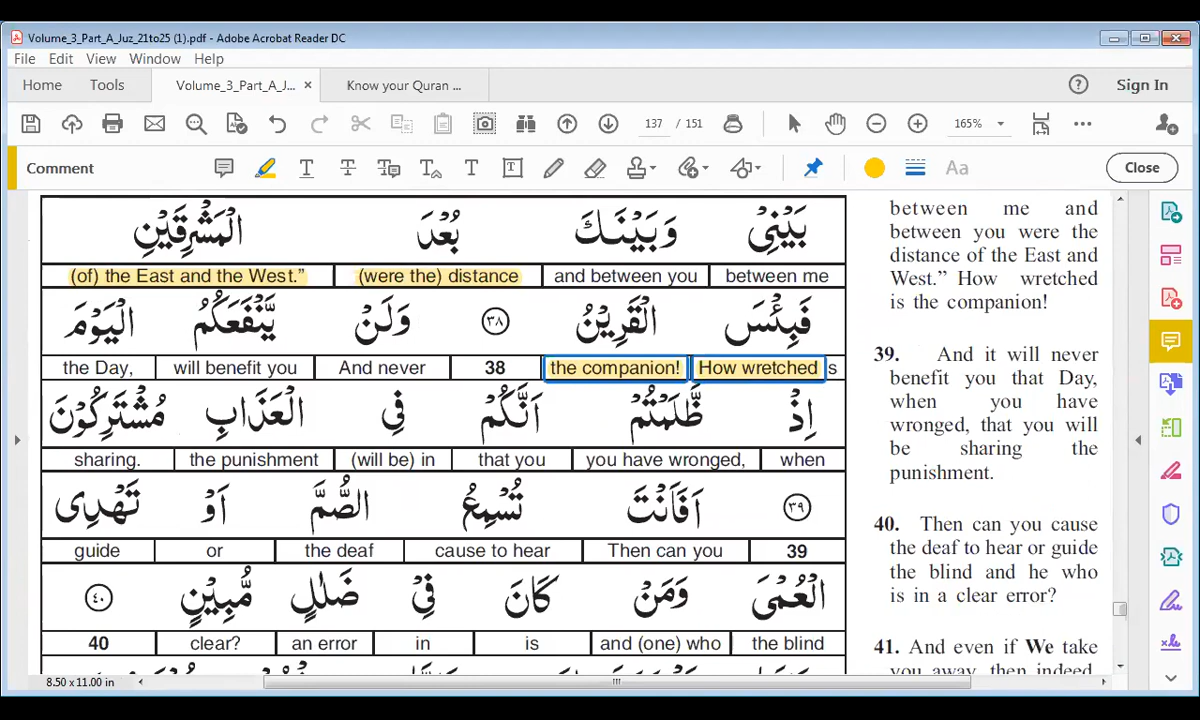 Volume_3_Part_A_Juz_21to25 (1).pdf - Adobe Acrobat Reader DC
File Edit View Window Help
Home Tools Volume_3_Part_A_J... × Know your Quran ... Sign In
137 / 151 165%
Comment Aa Close
بَيْنِيْ وَبَيْنَكَ بُعْدَ الْمَشْرِقَيْنِ
(of) the East and the West.” (were the) distance and between you between me
فَبِئْسَ الْقَرِيْنُ ٣٨ وَلَنْ يَّنْفَعَكُمُ الْيَوْمَ
the Day, will benefit you And never 38 the companion! How wretched s
اِذْ ظَّلَمْتُمْ اَنَّكُمْ فِي الْعَذَابِ مُشْتَرِكُوْنَ
sharing. the punishment (will be) in that you you have wronged, when
٣٩ اَفَاَنْتَ تُسْمِعُ الصُّمَّ اَوْ تَهْدِى
guide or the deaf cause to hear Then can you 39
الْعُمْىَ وَمَنْ كَانَ فِيْ ضَلٰلٍ مُّبِيْنٍ ٤٠
40 clear? an error in is and (one) who the blind
between me and
between you were the
distance of the East and
West.” How wretched
is the companion!
39. And it will never
benefit you that Day,
when you have
wronged, that you will
be sharing the
punishment.
40. Then can you cause
the deaf to hear or guide
the blind and he who
is in a clear error?
41. And even if We take
you away, then indeed,
8.50 x 11.00 in